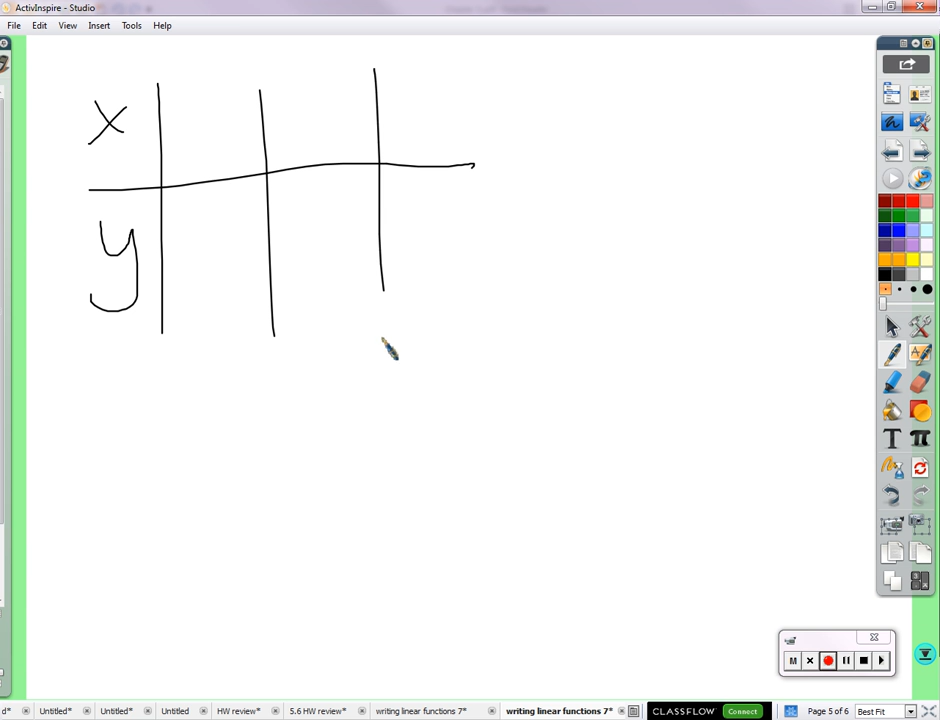 ActivInspire - Studio
File Edit View Insert Tools Help
x
y
M
d* Untitled* Untitled* Untitled HW review* 5.6 HW review* writing linear functions 7* writing linear functions 7* CLASSFLOW Connect Page 5 of 6 Best Fit